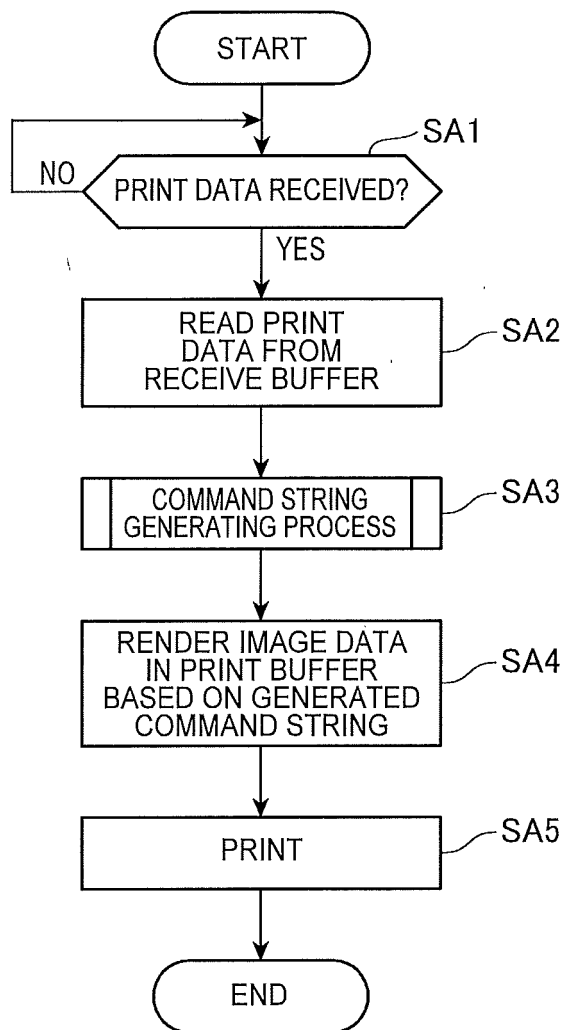 START
SA1
NO
PRINT DATA RECEIVED?
YES
READ PRINT
DATA FROM
RECEIVE BUFFER
SA2
COMMAND STRING
GENERATING PROCESS
SA3
RENDER IMAGE DATA
IN PRINT BUFFER
BASED ON GENERATED
COMMAND STRING
SA4
PRINT
SA5
END